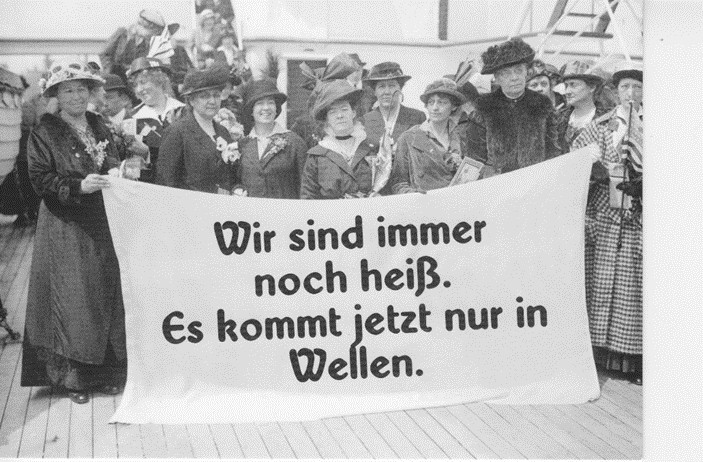 Wir sind immer
noch heiß.
Es kommt jetzt nur in
Wellen.